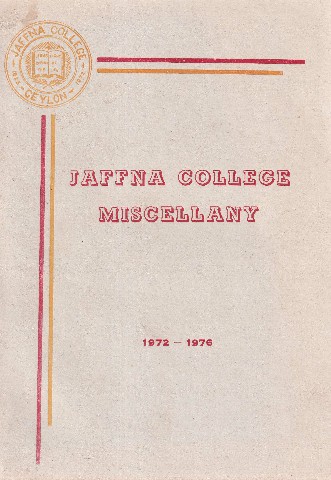 JAFFNA COLLEGE
CEYLON
JAFFNA COLLEGE
MISCELLANY
1972 – 1976